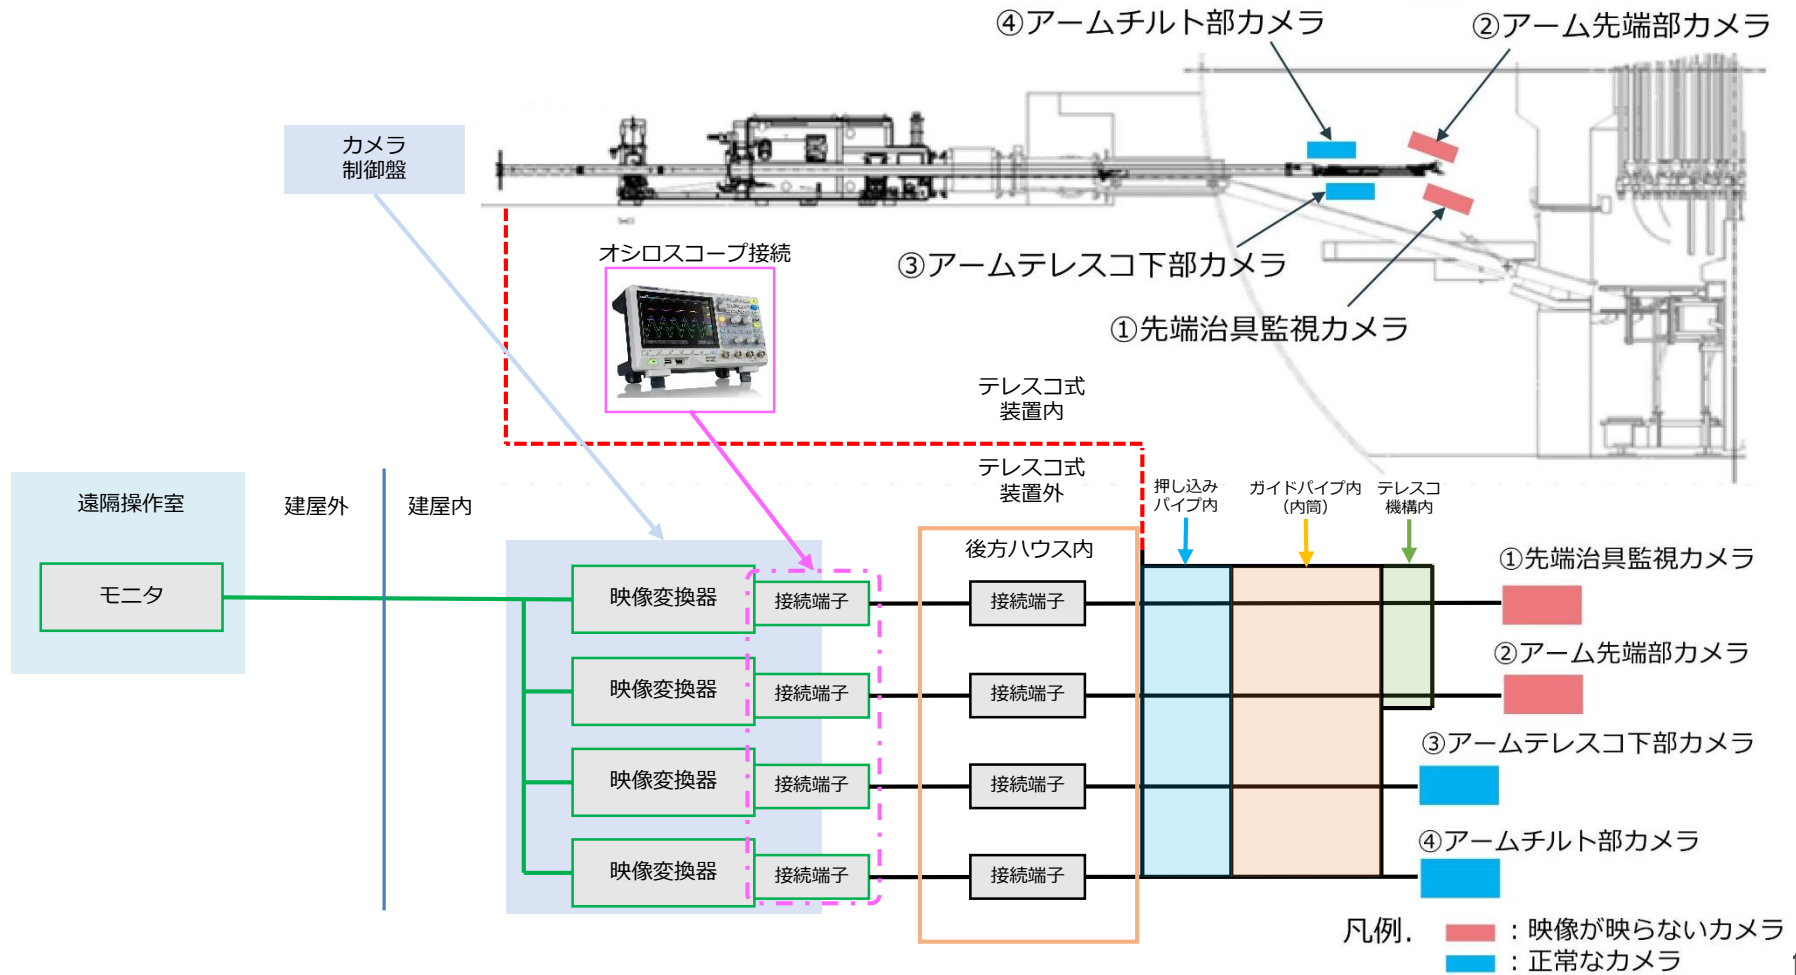 ④アームチルト部カメラ
②アーム先端部カメラ
カメラ
制御盤
オシロスコープ接続
③アームテレスコ下部カメラ
①先端治具監視カメラ
テレスコ式
装置内
テレスコ式
装置外
遠隔操作室
建屋外
建屋内
押し込み
パイプ内
ガイドパイプ内
（内筒）
テレスコ
機構内
後方ハウス内
モニタ
映像変換器
接続端子
接続端子
①先端治具監視カメラ
映像変換器
接続端子
接続端子
②アーム先端部カメラ
映像変換器
接続端子
接続端子
③アームテレスコ下部カメラ
映像変換器
接続端子
接続端子
④アームチルト部カメラ
凡例.
：映像が映らないカメラ
：正常なカメラ